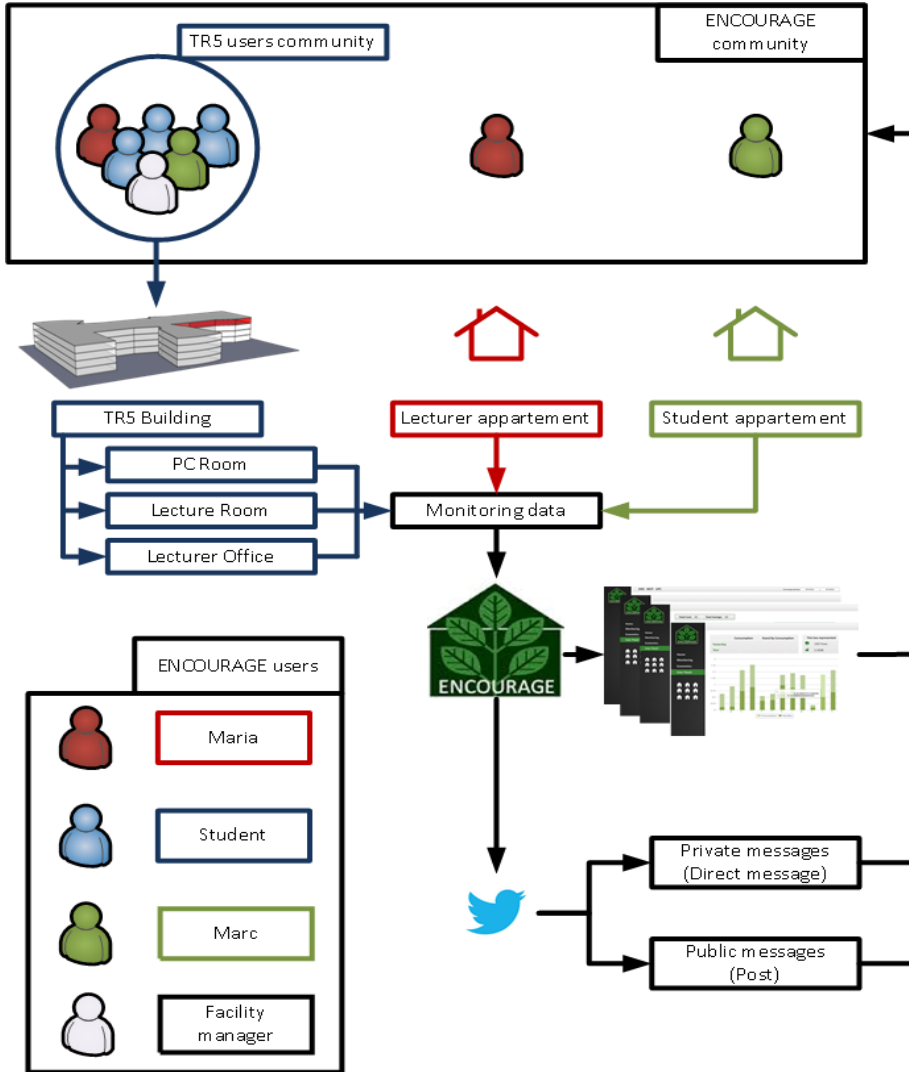 TR5 users community
ENCOURAGE
community
TR5 Building
PC Room
Lecture Room
Lecturer Office
Lecturer appartement
Student appartement
Monitoring data
ENCOURAGE
ENCOURAGE users
Maria
Student
Marc
Facility
manager
Private messages
(Direct message)
Public messages
(Post)